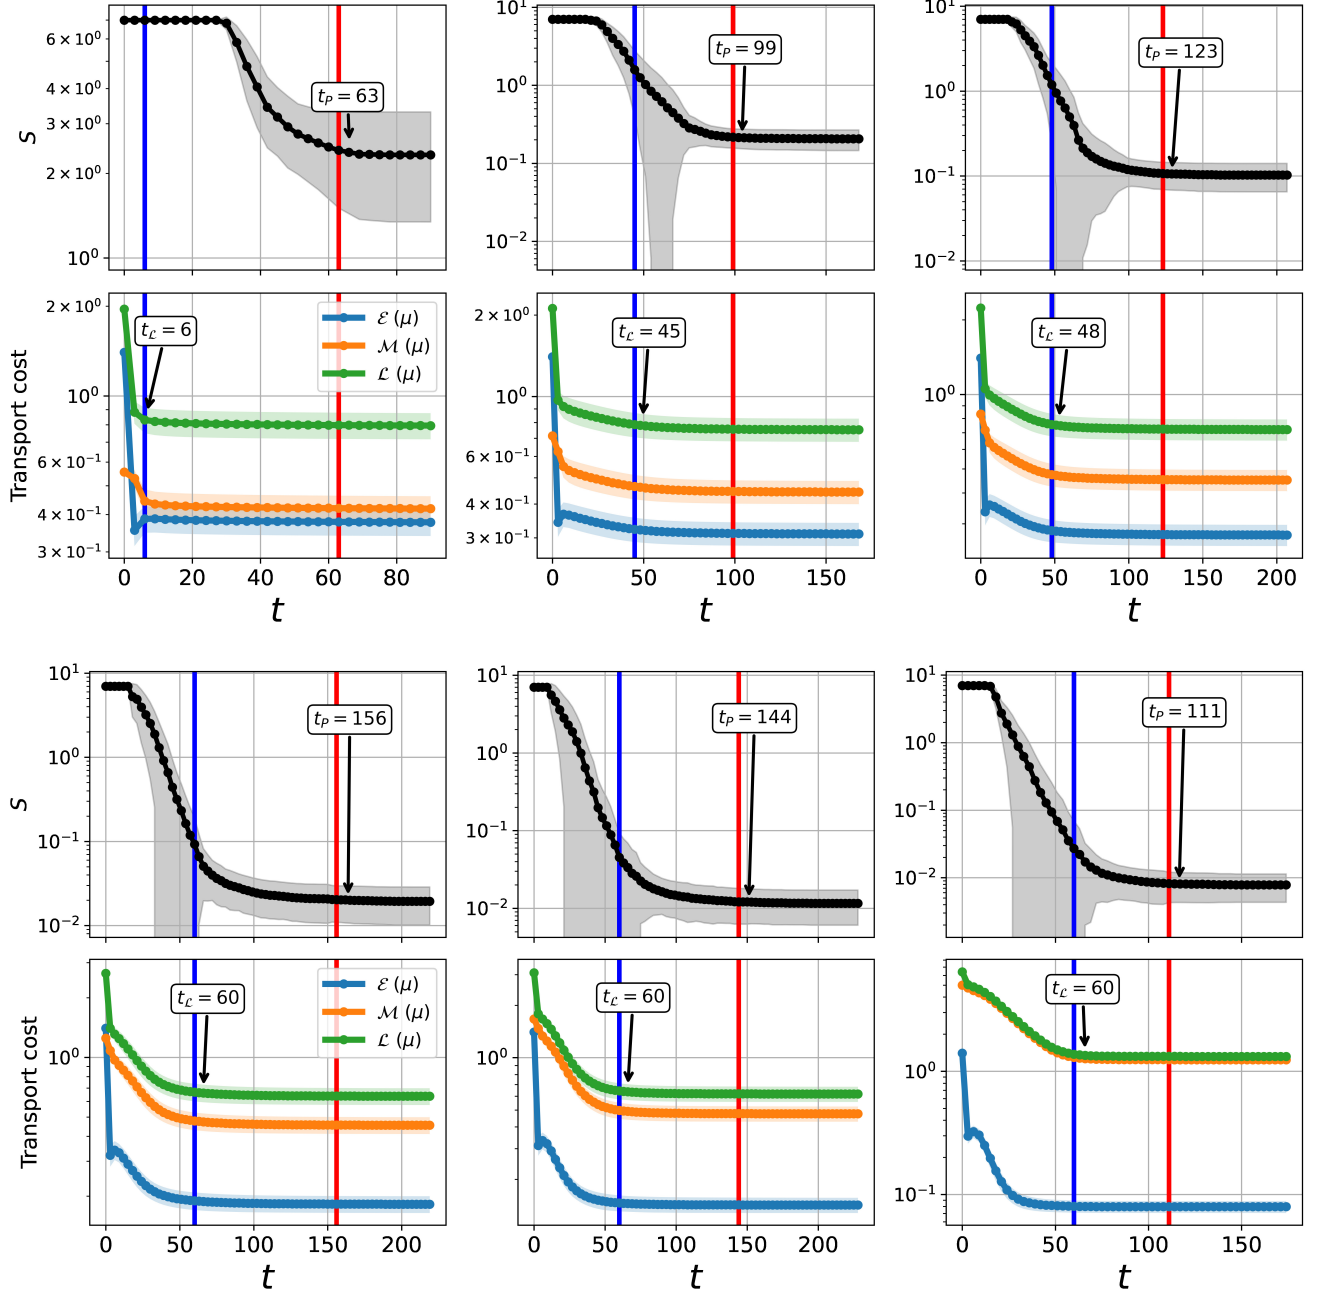 6 × 10⁰
4 × 10⁰
3 × 10⁰
2 × 10⁰
10⁰
S
t_P = 63
10¹
10⁰
10⁻¹
10⁻²
t_P = 99
10¹
10⁰
10⁻¹
10⁻²
t_P = 123
2 × 10⁰
10⁰
6 × 10⁻¹
4 × 10⁻¹
3 × 10⁻¹
Transport cost
t_ℒ = 6
ℰ (μ)
ℳ (μ)
ℒ (μ)
0 20 40 60 80
t
2 × 10⁰
10⁰
6 × 10⁻¹
4 × 10⁻¹
3 × 10⁻¹
t_ℒ = 45
0 50 100 150
t
10⁰
t_ℒ = 48
0 50 100 150 200
t
10¹
10⁰
10⁻¹
10⁻²
S
t_P = 156
10¹
10⁰
10⁻¹
10⁻²
t_P = 144
10¹
10⁰
10⁻¹
10⁻²
t_P = 111
10⁰
Transport cost
t_ℒ = 60
ℰ (μ)
ℳ (μ)
ℒ (μ)
0 50 100 150 200
t
10⁰
t_ℒ = 60
0 50 100 150 200
t
10⁰
10⁻¹
t_ℒ = 60
0 50 100 150
t